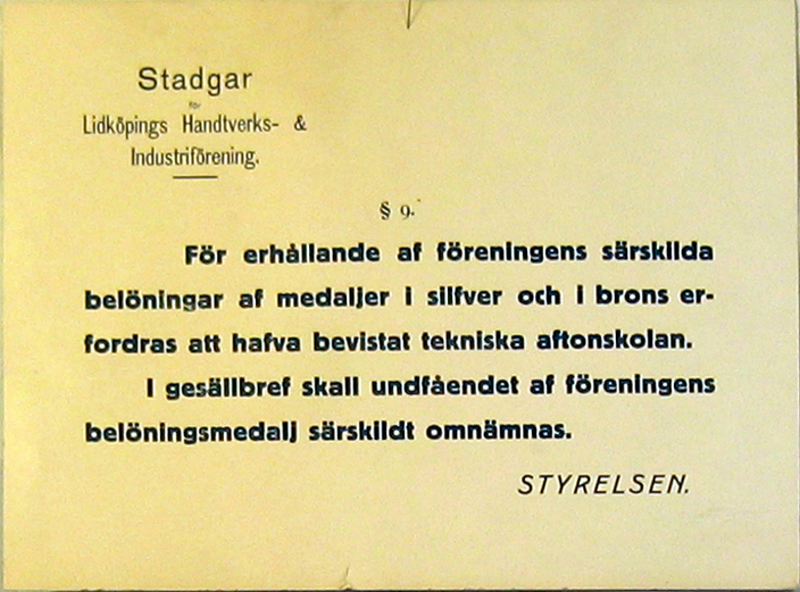 Stadgar
för
Lidköpings Handtverks- &
Industriförening.
§ 9.
För erhållande af föreningens särskilda
belöningar af medaljer i silfver och i brons er-
fordras att hafva bevistat tekniska aftonskolan.
I gesällbref skall undfåendet af föreningens
belöningsmedalj särskildt omnämnas.
STYRELSEN.